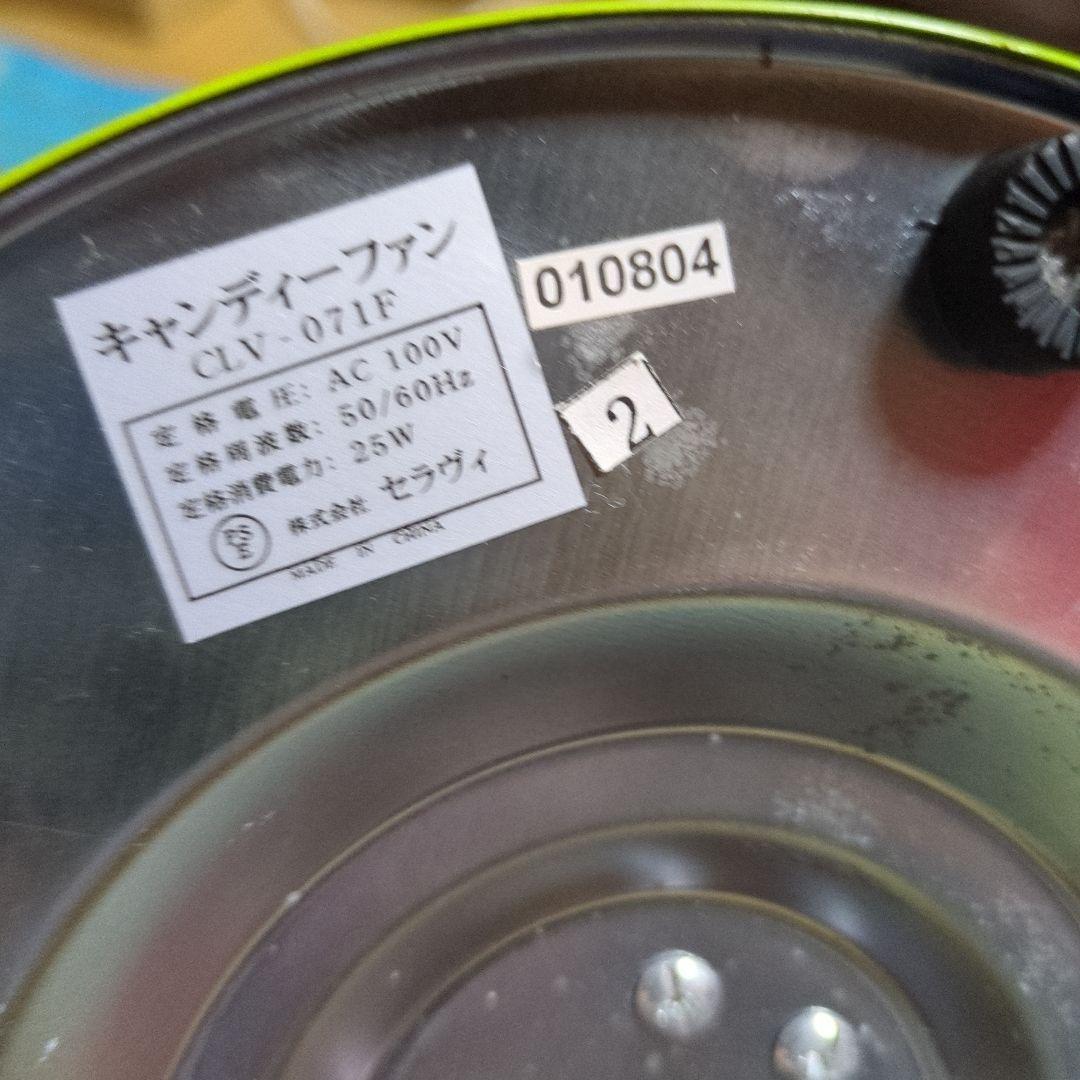 キャンディーファン
CLV-071F
定格電圧: AC 100V
定格周波数: 50/60Hz
定格消費電力: 25W
PS
E
株式会社 セラヴィ
MADE IN CHINA
010804
2